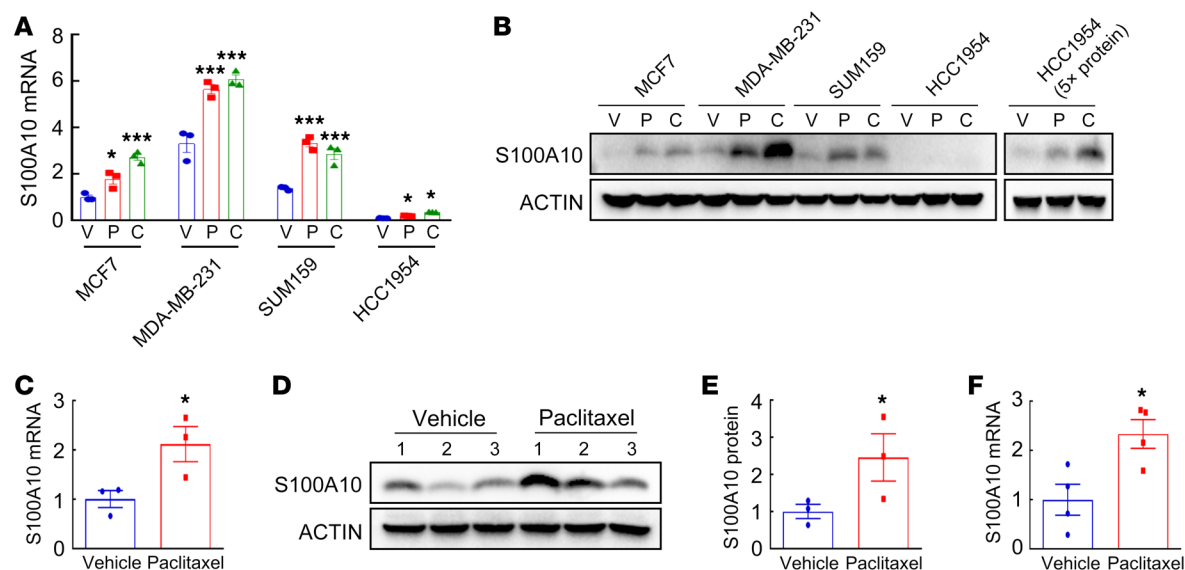 A
S100A10 mRNA
8
6
4
2
0
* *** *** *** *** *** * *
V P C V P C V P C V P C
MCF7 MDA-MB-231 SUM159 HCC1954
B
MCF7 MDA-MB-231 SUM159 HCC1954 HCC1954
(5× protein)
V P C V P C V P C V P C V P C
S100A10
ACTIN
C
S100A10 mRNA
3
2
1
0
*
Vehicle Paclitaxel
D
Vehicle Paclitaxel
1 2 3 1 2 3
S100A10
ACTIN
E
S100A10 protein
4
3
2
1
0
*
Vehicle Paclitaxel
F
S100A10 mRNA
3
2
1
0
*
Vehicle Paclitaxel